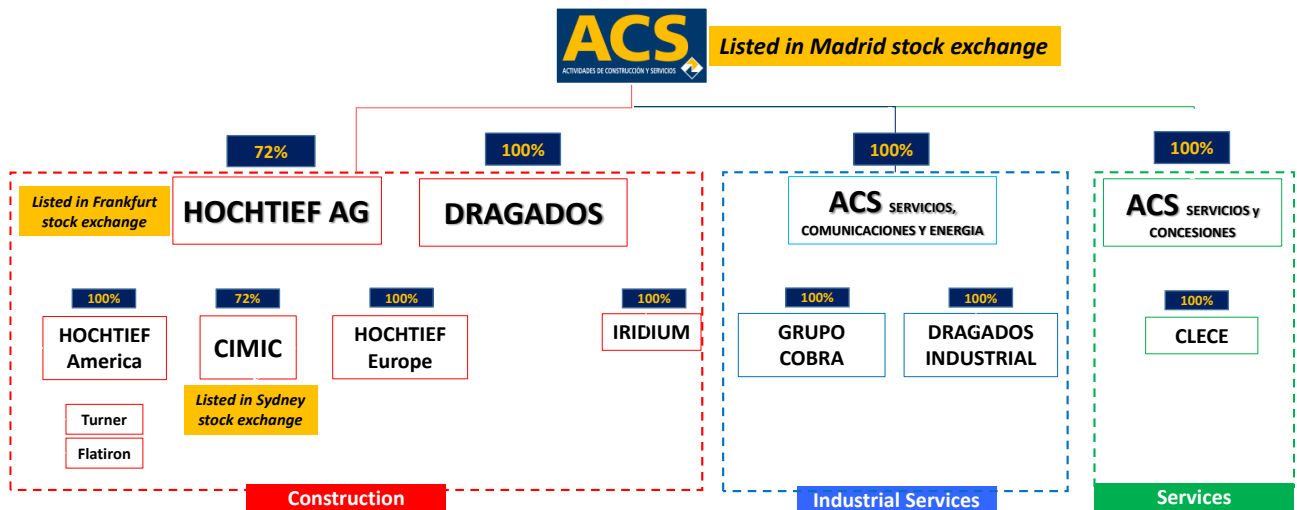 ACS
ACTIVIDADES DE CONSTRUCCIÓN Y SERVICIOS
Listed in Madrid stock exchange
72%
100%
100%
100%
Listed in Frankfurt
stock exchange
HOCHTIEF AG
DRAGADOS
ACS SERVICIOS,
COMUNICACIONES Y ENERGIA
ACS SERVICIOS y
CONCESIONES
100%
72%
100%
100%
100%
100%
100%
HOCHTIEF
America
CIMIC
HOCHTIEF
Europe
IRIDIUM
GRUPO
COBRA
DRAGADOS
INDUSTRIAL
CLECE
Listed in Sydney
stock exchange
Turner
Flatiron
Construction
Industrial Services
Services